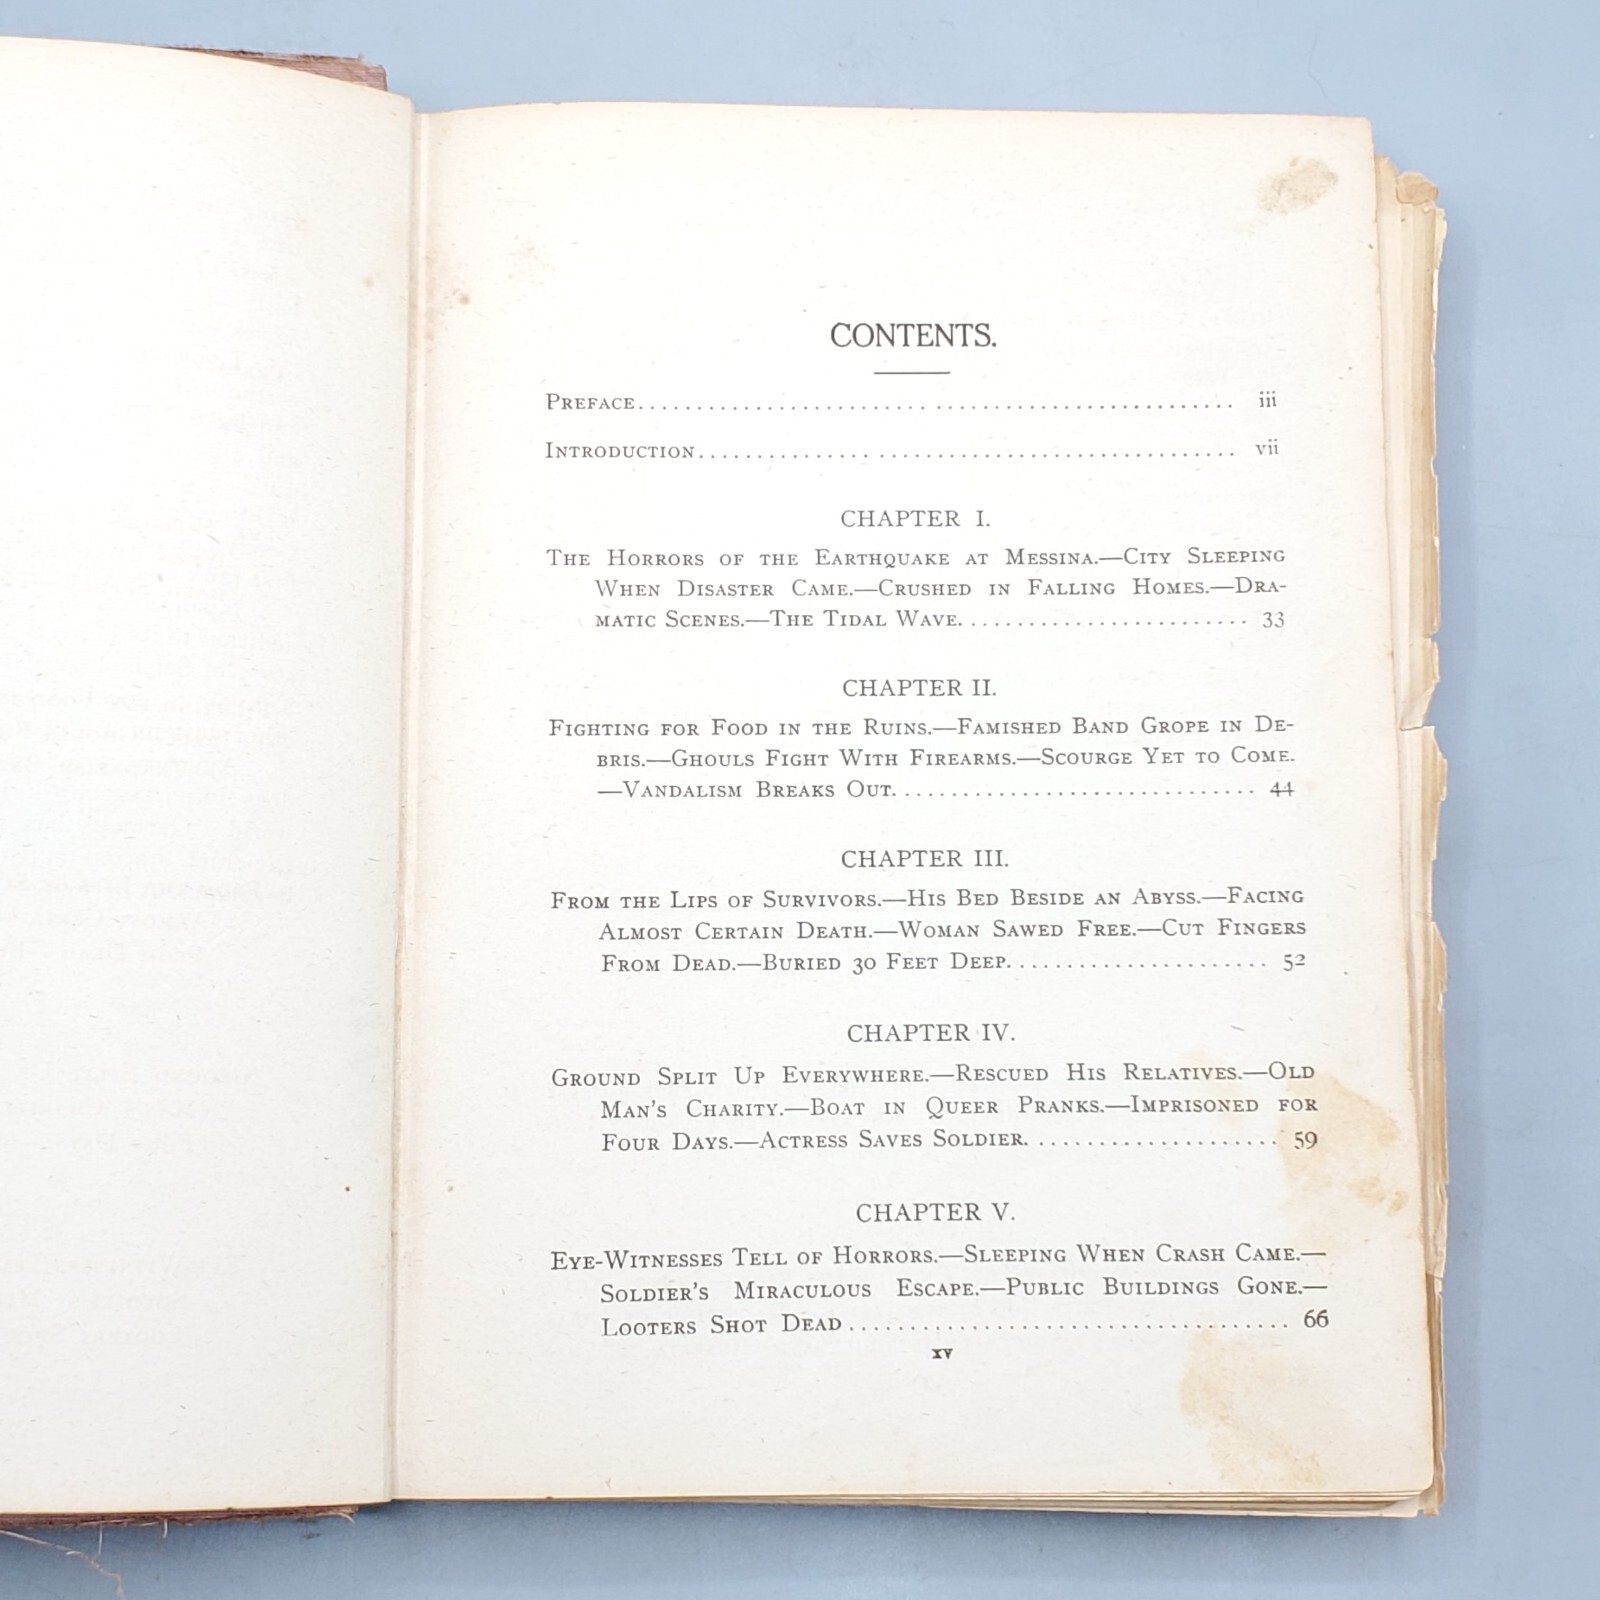 CONTENTS.
PREFACE............................................................ iii
INTRODUCTION...................................................... vii
CHAPTER I.
THE HORRORS OF THE EARTHQUAKE AT MESSINA.—CITY SLEEPING
WHEN DISASTER CAME.—CRUSHED IN FALLING HOMES.—DRA-
MATIC SCENES.—THE TIDAL WAVE......................... 33
CHAPTER II.
FIGHTING FOR FOOD IN THE RUINS.—FAMISHED BAND GROPE IN DE-
BRIS.—GHOULS FIGHT WITH FIREARMS.—SCOURGE YET TO COME.
—VANDALISM BREAKS OUT............................... 44
CHAPTER III.
FROM THE LIPS OF SURVIVORS.—HIS BED BESIDE AN ABYSS.—FACING
ALMOST CERTAIN DEATH.—WOMAN SAWED FREE.—CUT FINGERS
FROM DEAD.—BURIED 30 FEET DEEP....................... 52
CHAPTER IV.
GROUND SPLIT UP EVERYWHERE.—RESCUED HIS RELATIVES.—OLD
MAN'S CHARITY.—BOAT IN QUEER PRANKS.—IMPRISONED FOR
FOUR DAYS.—ACTRESS SAVES SOLDIER...................... 59
CHAPTER V.
EYE-WITNESSES TELL OF HORRORS.—SLEEPING WHEN CRASH CAME.—
SOLDIER'S MIRACULOUS ESCAPE.—PUBLIC BUILDINGS GONE.—
LOOTERS SHOT DEAD..................................... 66
xv